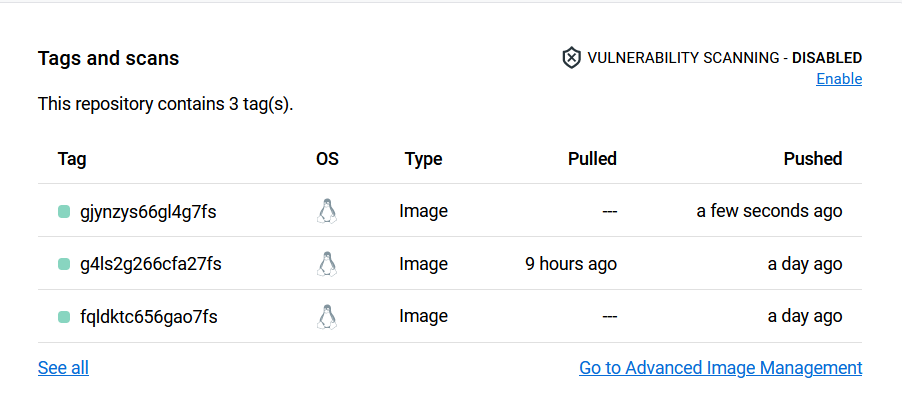 Tags and scans
VULNERABILITY SCANNING - DISABLED
Enable
This repository contains 3 tag(s).
Tag OS Type Pulled Pushed
gjynzys66gl4g7fs Image --- a few seconds ago
g4ls2g266cfa27fs Image 9 hours ago a day ago
fqldktc656gao7fs Image --- a day ago
See all Go to Advanced Image Management